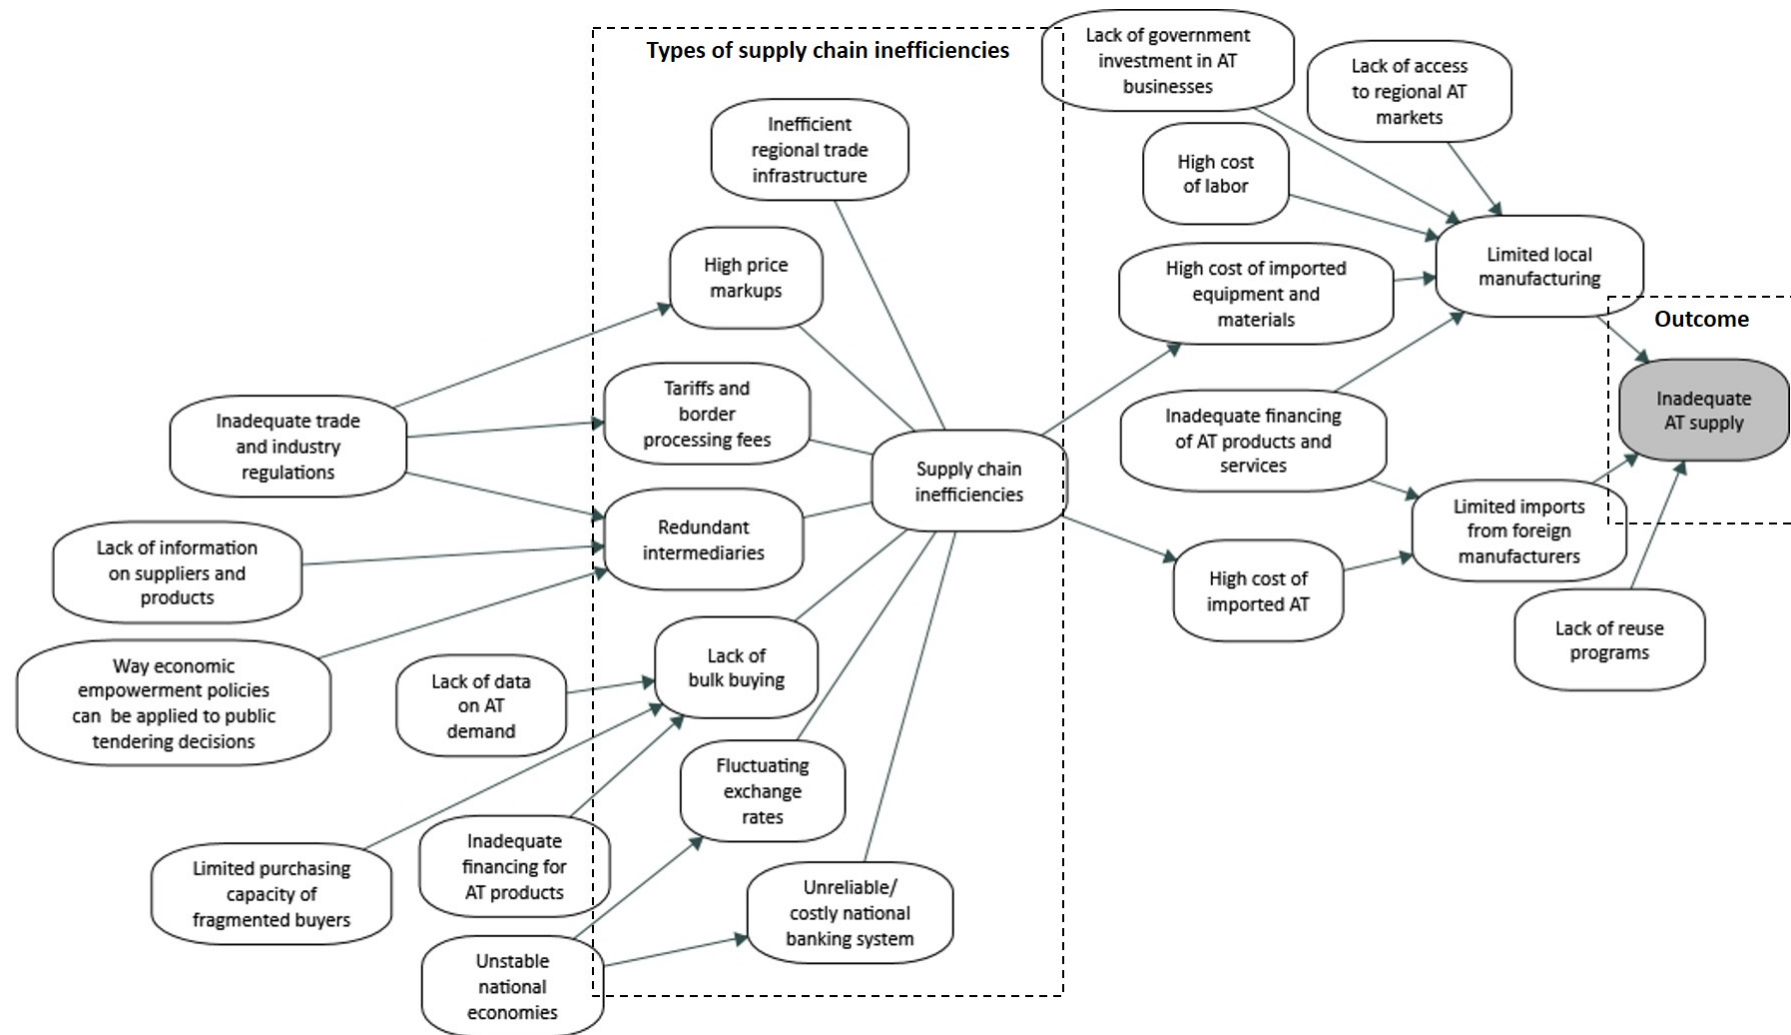 Types of supply chain inefficiencies
Lack of government
investment in AT
businesses
Lack of access
to regional AT
markets
Inefficient
regional trade
infrastructure
High cost
of labor
High price
markups
High cost of imported
equipment and
materials
Limited local
manufacturing
Outcome
Inadequate
AT supply
Inadequate trade
and industry
regulations
Tariffs and
border
processing fees
Inadequate financing
of AT products and
services
Supply chain
inefficiencies
Redundant
intermediaries
Limited imports
from foreign
manufacturers
Lack of information
on suppliers and
products
High cost of
imported AT
Lack of reuse
programs
Way economic
empowerment policies
can  be applied to public
tendering decisions
Lack of data
on AT
demand
Lack of
bulk buying
Fluctuating
exchange
rates
Limited purchasing
capacity of
fragmented buyers
Inadequate
financing for
AT products
Unreliable/
costly national
banking system
Unstable
national
economies